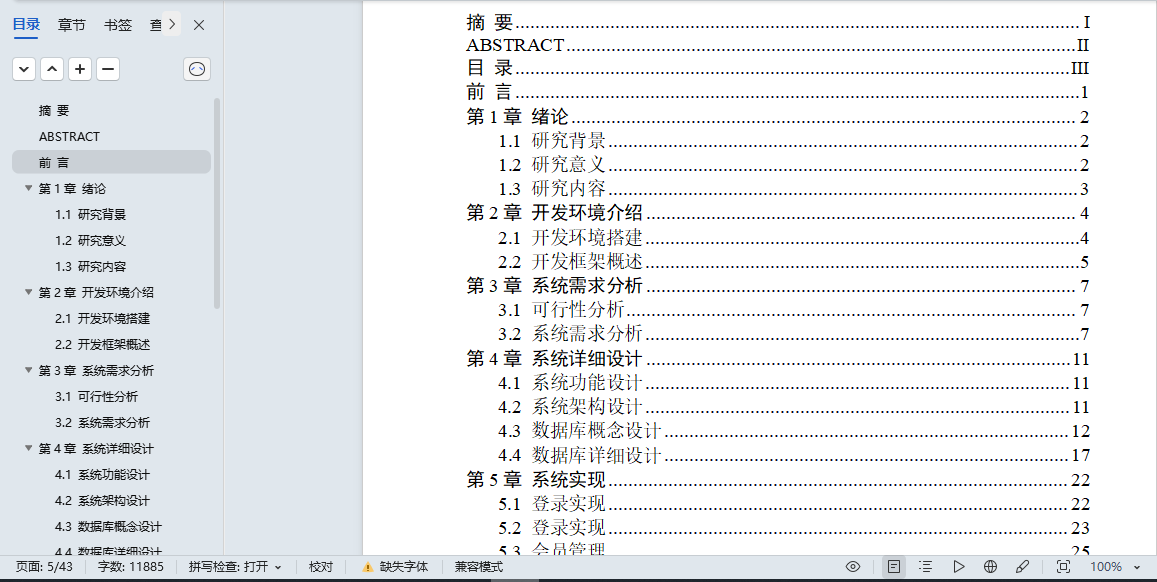 目录 章节 书签 查
摘 要
ABSTRACT
前 言
第 1 章 绪论
1.1 研究背景
1.2 研究意义
1.3 研究内容
第 2 章 开发环境介绍
2.1 开发环境搭建
2.2 开发框架概述
第 3 章 系统需求分析
3.1 可行性分析
3.2 系统需求分析
第 4 章 系统详细设计
4.1 系统功能设计
4.2 系统架构设计
4.3 数据库概念设计
4.4 数据库详细设计
摘 要 I
ABSTRACT II
目 录 III
前 言 1
第 1 章 绪论 2
1.1 研究背景 2
1.2 研究意义 2
1.3 研究内容 3
第 2 章 开发环境介绍 4
2.1 开发环境搭建 4
2.2 开发框架概述 5
第 3 章 系统需求分析 7
3.1 可行性分析 7
3.2 系统需求分析 7
第 4 章 系统详细设计 11
4.1 系统功能设计 11
4.2 系统架构设计 11
4.3 数据库概念设计 12
4.4 数据库详细设计 17
第 5 章 系统实现 22
5.1 登录实现 22
5.2 登录实现 23
5.3 会员管理 25
页面: 5/43 字数: 11885 拼写检查: 打开 校对 缺失字体 兼容模式 100%